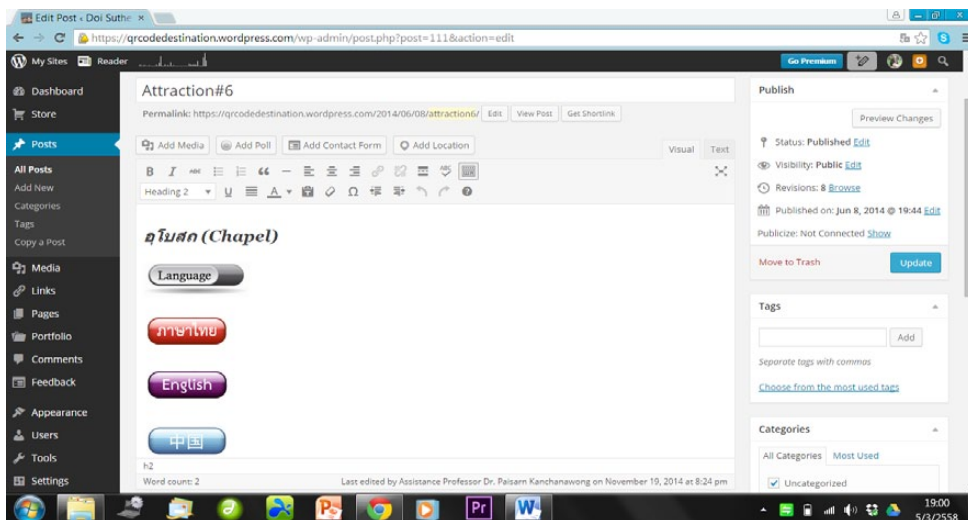 Edit Post ‹ Doi Suthe
https://qrcodedestination.wordpress.com/wp-admin/post.php?post=111&action=edit
My Sites Reader Go Premium
Dashboard
Store
Posts
All Posts
Add New
Categories
Tags
Copy a Post
Media
Links
Pages
Portfolio
Comments
Feedback
Appearance
Users
Tools
Settings
Attraction#6
Permalink: https://qrcodedestination.wordpress.com/2014/06/08/attraction6/ Edit View Post Get Shortlink
Add Media Add Poll Add Contact Form Add Location Visual Text
B I ABC
Heading 2 U A Ω
อุโบสถ (Chapel)
Language
ภาษาไทย
English
中国
h2
Word count: 2 Last edited by Assistance Professor Dr. Paisarn Kanchanawong on November 19, 2014 at 8:24 pm
Publish
Preview Changes
Status: Published Edit
Visibility: Public Edit
Revisions: 8 Browse
Published on: Jun 8, 2014 @ 19:44 Edit
Publicize: Not Connected Show
Move to Trash Update
Tags
Add
Separate tags with commas
Choose from the most used tags
Categories
All Categories Most Used
Uncategorized
Pr
W
19:00
5/3/2558